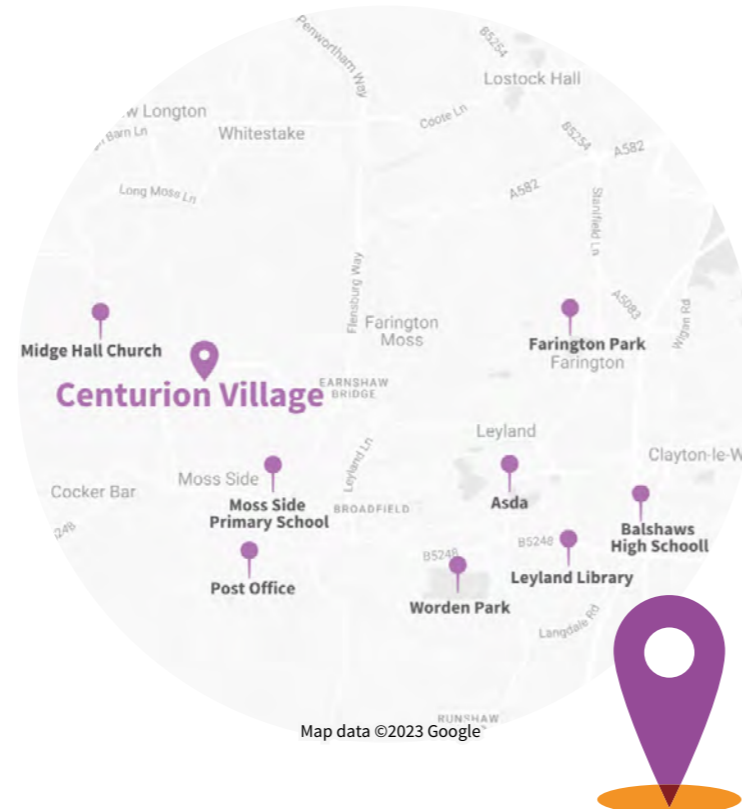 Penwortham Way
B5254
Lostock Hall
w Longton
Barn Ln
Whitestake
Coote Ln
B5254
A582
Long Moss Ln
A582
Stanifield Ln
Flensburg Way
A5083
Wigan Rd
Farington
Moss
Midge Hall Church
Farington Park
Farington
Centurion Village
EARNSHAW
BRIDGE
Leyland
Leyland Ln
Clayton-le-W
Moss Side
Cocker Bar
Moss Side
Primary School
BROADFIELD
Asda
Balshaws
High Schooll
24B
B5248
B5248
Post Office
Leyland Library
Worden Park
Langdale Rd
RUNSHAW
Map data ©2023 Google